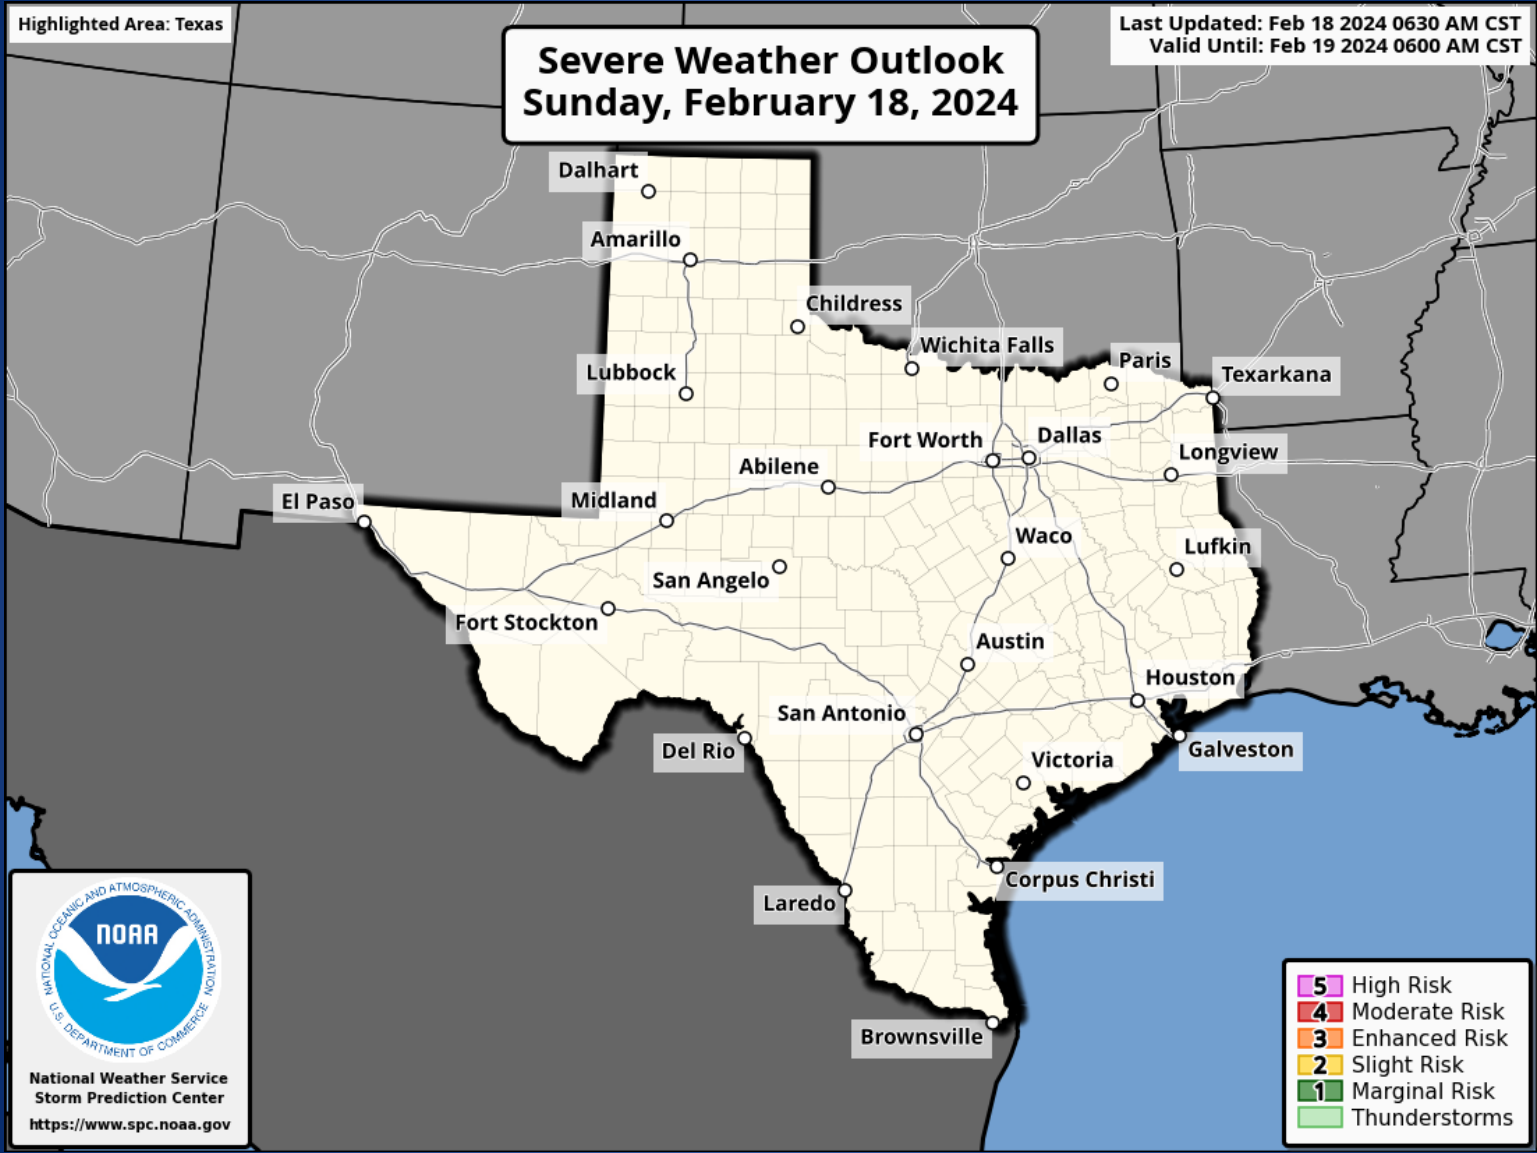 Highlighted Area: Texas
Last Updated: Feb 18 2024 0630 AM CST
Valid Until: Feb 19 2024 0600 AM CST
Severe Weather Outlook
Sunday, February 18, 2024
Dalhart
Amarillo
Childress
Wichita Falls
Paris
Texarkana
Lubbock
Fort Worth
Dallas
Longview
Abilene
El Paso
Midland
Waco
Lufkin
San Angelo
Fort Stockton
Austin
Houston
San Antonio
Del Rio
Galveston
Victoria
Corpus Christi
Laredo
Brownsville
NATIONAL OCEANIC AND ATMOSPHERIC ADMINISTRATION
NOAA
U.S. DEPARTMENT OF COMMERCE
National Weather Service
Storm Prediction Center
https://www.spc.noaa.gov
5 High Risk
4 Moderate Risk
3 Enhanced Risk
2 Slight Risk
1 Marginal Risk
Thunderstorms